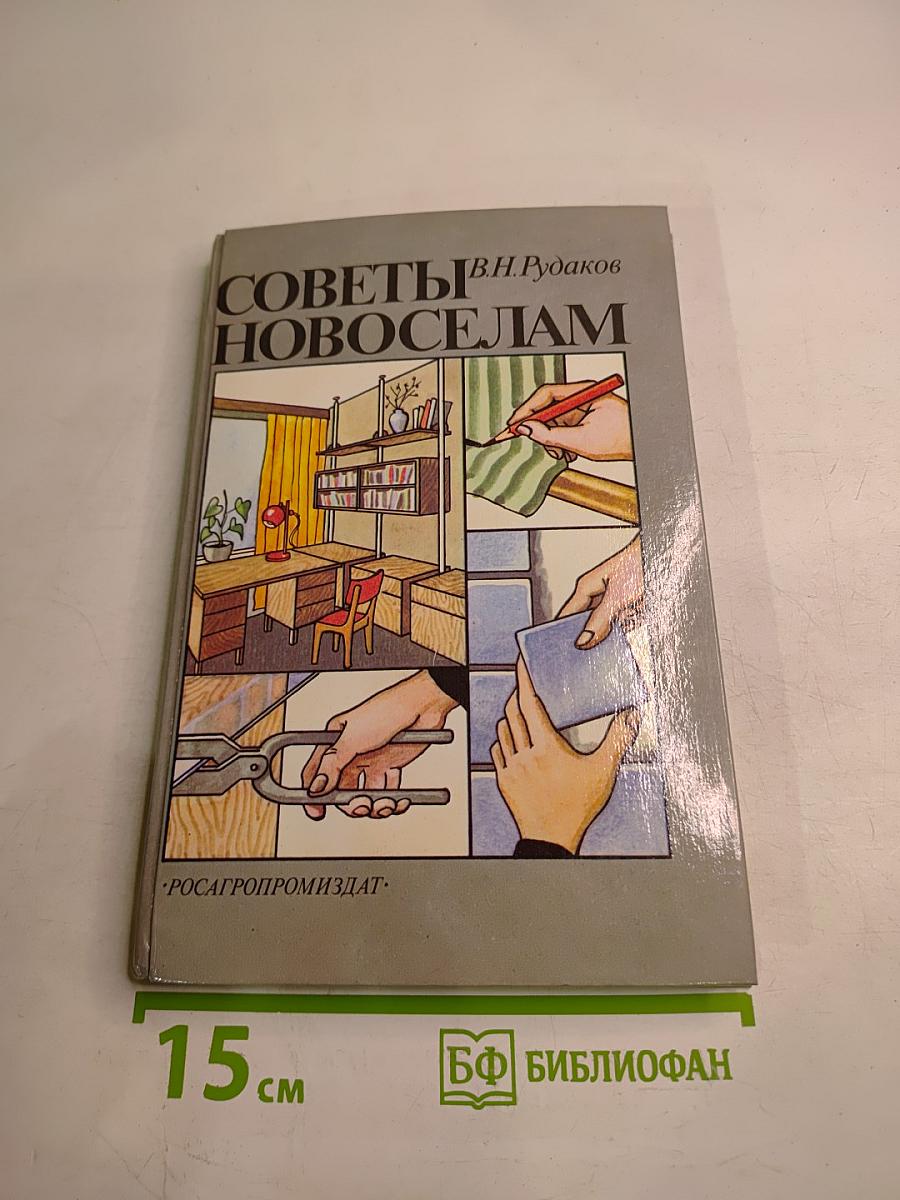 В.Н.Рудаков
СОВЕТЫ
НОВОСЕЛАМ
·РОСАГРОПРОМИЗДАТ·
15 см
БФ БИБЛИОФАН